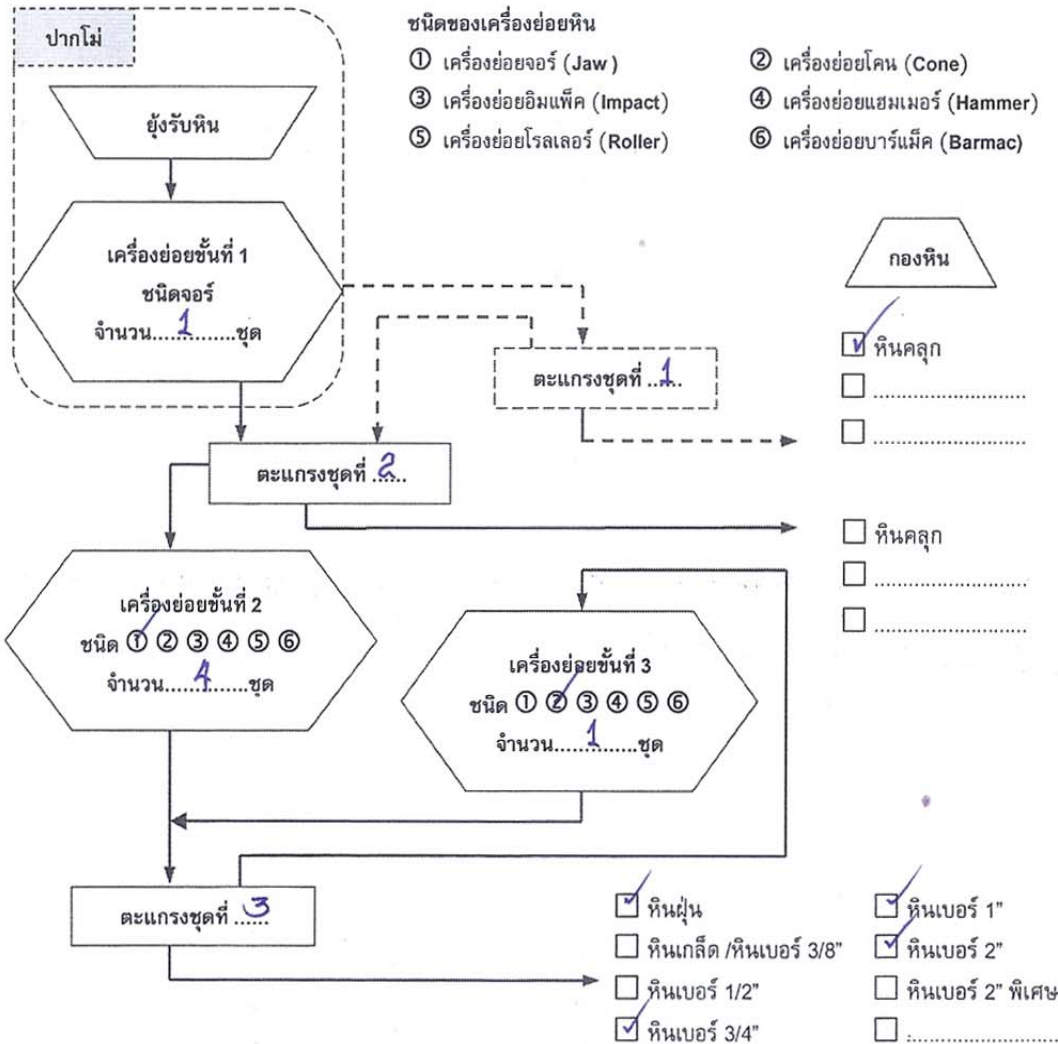 ปากโม่
ยุ้งรับหิน
เครื่องย่อยชั้นที่ 1
ชนิดจอร์
จำนวน.......1.......ชุด
ชนิดของเครื่องย่อยหิน
① เครื่องย่อยจอร์ (Jaw)
② เครื่องย่อยโคน (Cone)
③ เครื่องย่อยอิมแพ็ค (Impact)
④ เครื่องย่อยแฮมเมอร์ (Hammer)
⑤ เครื่องย่อยโรลเลอร์ (Roller)
⑥ เครื่องย่อยบาร์แม็ค (Barmac)
กองหิน
☑ หินคลุก
☐ ............................
☐ ............................
ตะแกรงชุดที่ ...1...
ตะแกรงชุดที่ ...2...
☐ หินคลุก
☐ ............................
☐ ............................
เครื่องย่อยชั้นที่ 2
ชนิด ① ② ③ ④ ⑤ ⑥
จำนวน.......4.......ชุด
เครื่องย่อยชั้นที่ 3
ชนิด ① ② ③ ④ ⑤ ⑥
จำนวน.......1.......ชุด
ตะแกรงชุดที่ ...3...
☑ หินฝุ่น
☐ หินเกล็ด /หินเบอร์ 3/8"
☐ หินเบอร์ 1/2"
☑ หินเบอร์ 3/4"
☑ หินเบอร์ 1"
☑ หินเบอร์ 2"
☐ หินเบอร์ 2" พิเศษ
☐ ............................